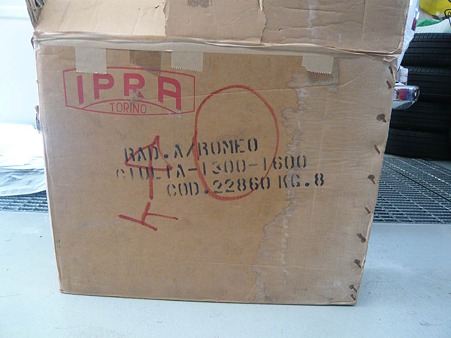 IPRA
TORINO
RAD.A/ROMEO
GIULIA-1300-1600
COD.22860 KG.8